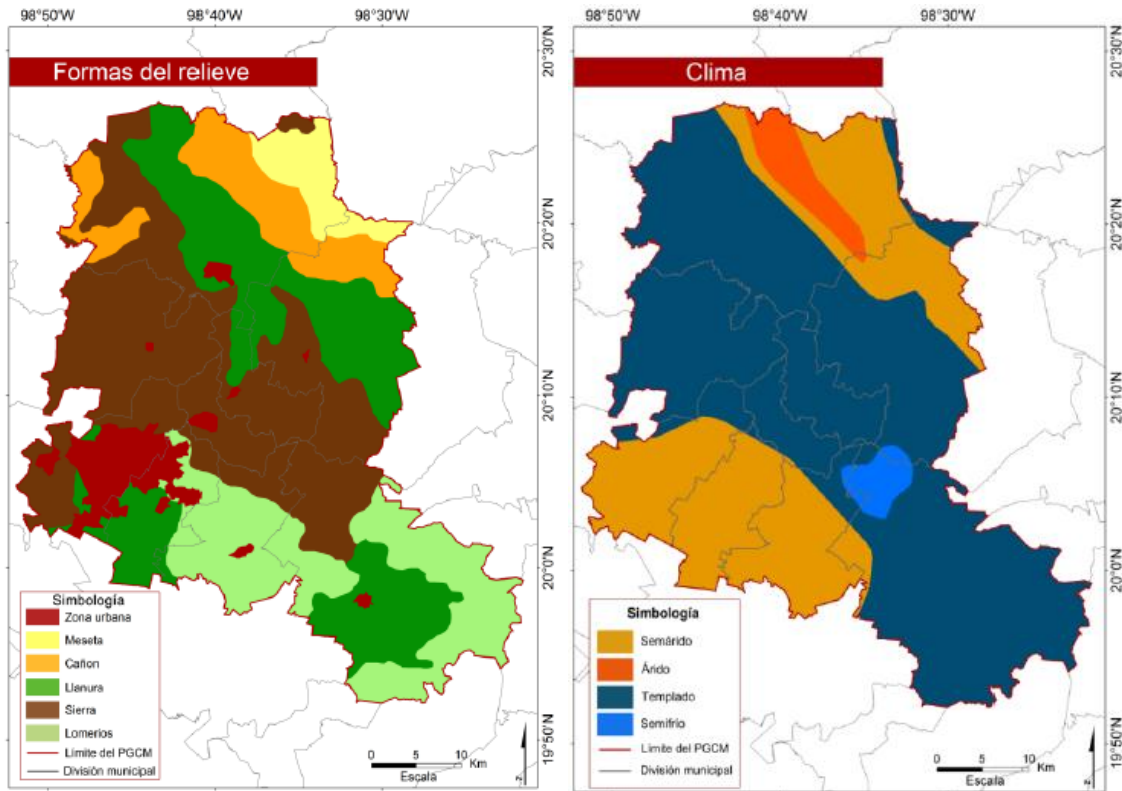 98°50'W 98°40'W 98°30'W
Formas del relieve
20°30'N
20°20'N
20°10'N
20°0'N
19°50'N
Simbología
Zona urbana
Meseta
Cañon
Llanura
Sierra
Lomerios
Límite del PGCM
División municipal
0 5 10 Km
Escala
N
98°50'W 98°40'W 98°30'W
Clima
20°30'N
20°20'N
20°10'N
20°0'N
19°50'N
Simbología
Semárido
Árido
Templado
Semifrío
Límite del PGCM
División municipal
0 5 10 Km
Escala
N